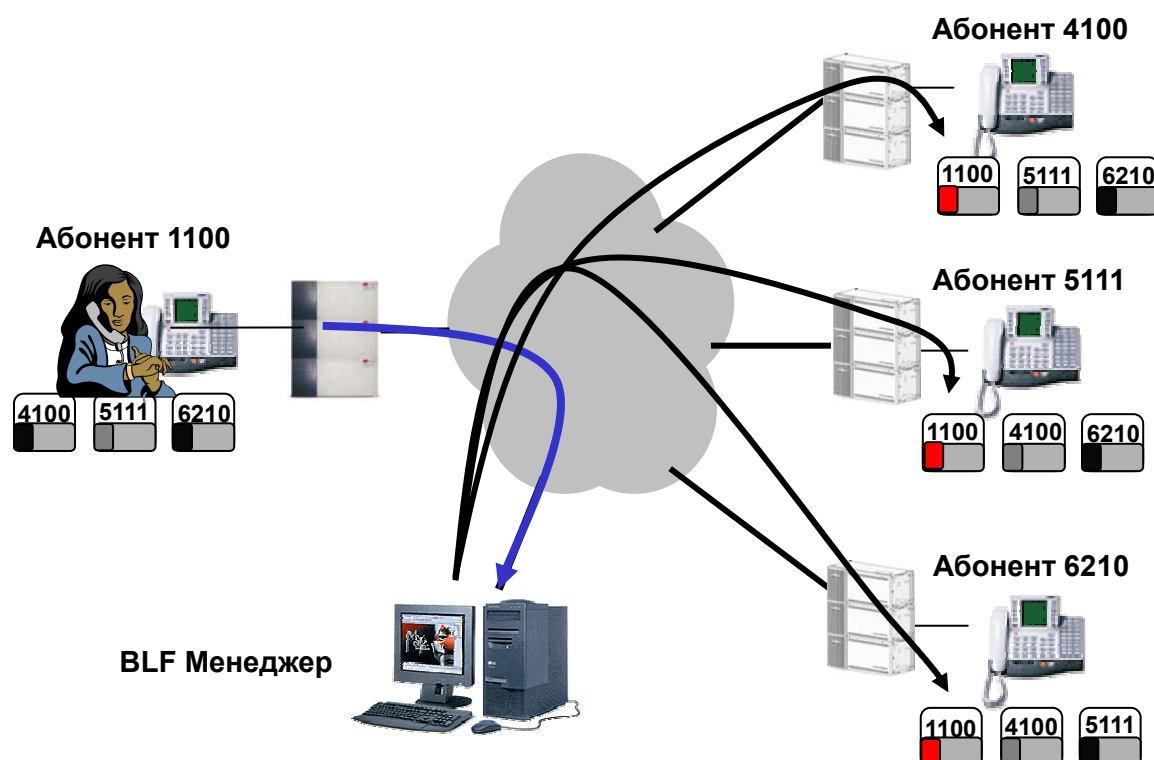 Абонент 4100
1100 5111 6210
Абонент 1100
4100 5111 6210
Абонент 5111
1100 4100 6210
Абонент 6210
1100 4100 5111
BLF Менеджер